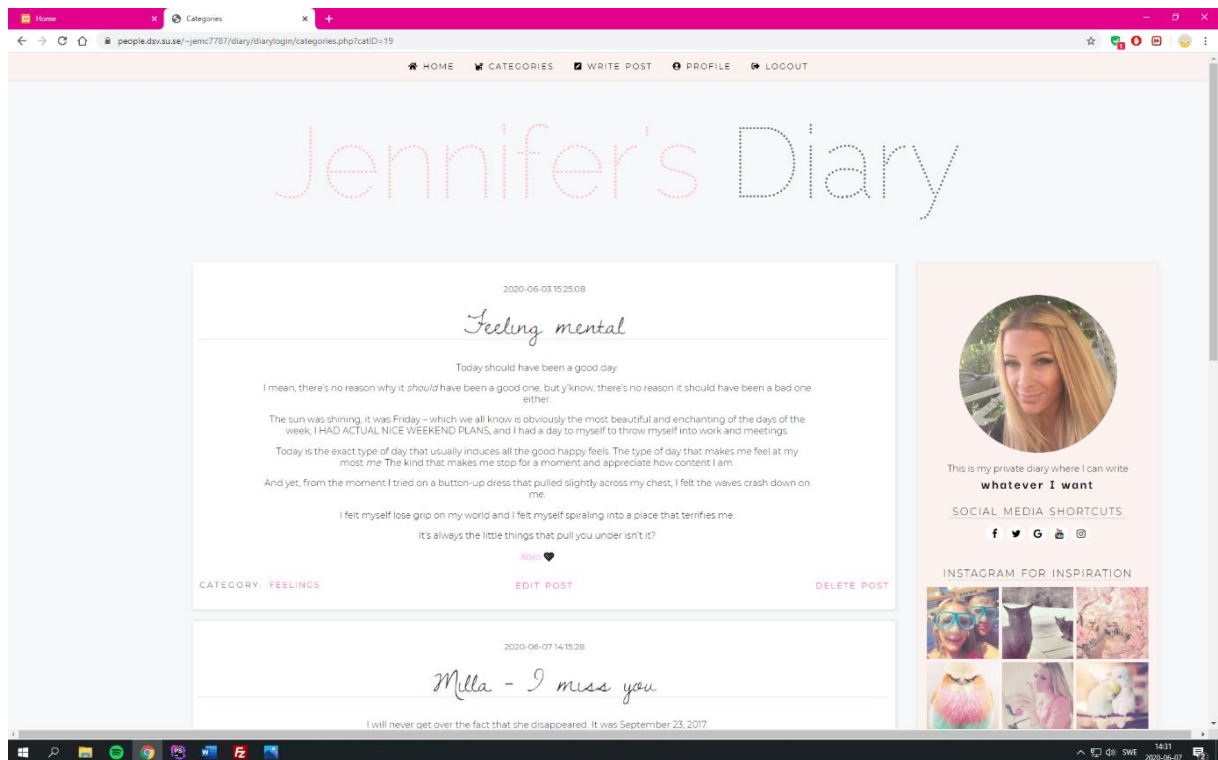 Home
Categories
people.dsv.su.se/~jemc7787/diary/diarylogin/categories.php?catID=19
HOME CATEGORIES WRITE POST PROFILE LOGOUT
Jennifer's Diary
2020-06-03 15:25:08
Feeling mental
Today should have been a good day.
I mean, there's no reason why it should have been a good one, but y'know, there's no reason it should have been a bad one
either.
The sun was shining, it was Friday – which we all know is obviously the most beautiful and enchanting of the days of the
week, I HAD ACTUAL NICE WEEKEND PLANS, and I had a day to myself to throw myself into work and meetings.
Today is the exact type of day that usually induces all the good happy feels. The type of day that makes me feel at my
most me. The kind that makes me stop for a moment and appreciate how content I am.
And yet, from the moment I tried on a button-up dress that pulled slightly across my chest, I felt the waves crash down on
me.
I felt myself lose grip on my world and I felt myself spiraling into a place that terrifies me.
It's always the little things that pull you under isn't it?
Xoxo
CATEGORY: FEELINGS EDIT POST DELETE POST
2020-06-07 14:15:28
Milla - I miss you
I will never get over the fact that she disappeared. It was September 23, 2017.
This is my private diary where I can write
whatever I want
SOCIAL MEDIA SHORTCUTS
INSTAGRAM FOR INSPIRATION
SWE
14:31
2020-06-07